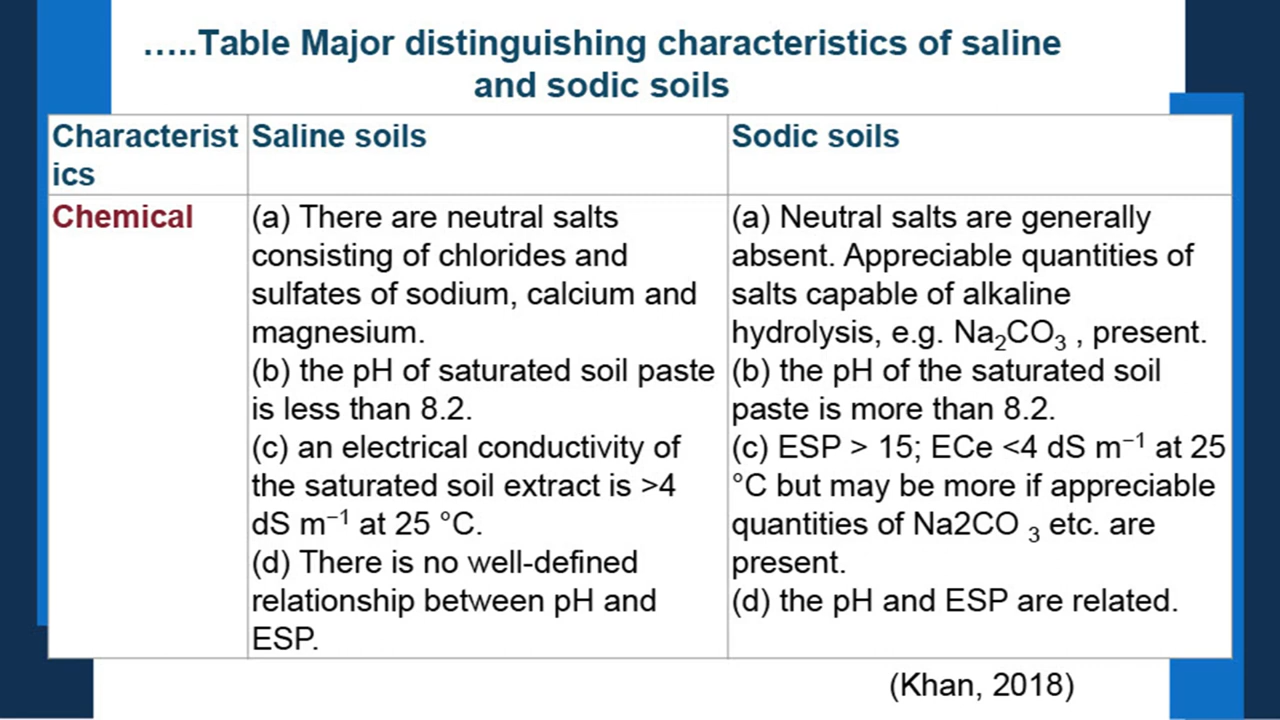 …..Table Major distinguishing characteristics of saline
and sodic soils
Characterist
ics
Saline soils
Sodic soils
Chemical
(a) There are neutral salts
consisting of chlorides and
sulfates of sodium, calcium and
magnesium.
(b) the pH of saturated soil paste
is less than 8.2.
(c) an electrical conductivity of
the saturated soil extract is >4
dS m⁻¹ at 25 °C.
(d) There is no well-defined
relationship between pH and
ESP.
(a) Neutral salts are generally
absent. Appreciable quantities of
salts capable of alkaline
hydrolysis, e.g. Na₂CO₃ , present.
(b) the pH of the saturated soil
paste is more than 8.2.
(c) ESP > 15; ECe <4 dS m⁻¹ at 25
°C but may be more if appreciable
quantities of Na2CO ₃ etc. are
present.
(d) the pH and ESP are related.
(Khan, 2018)